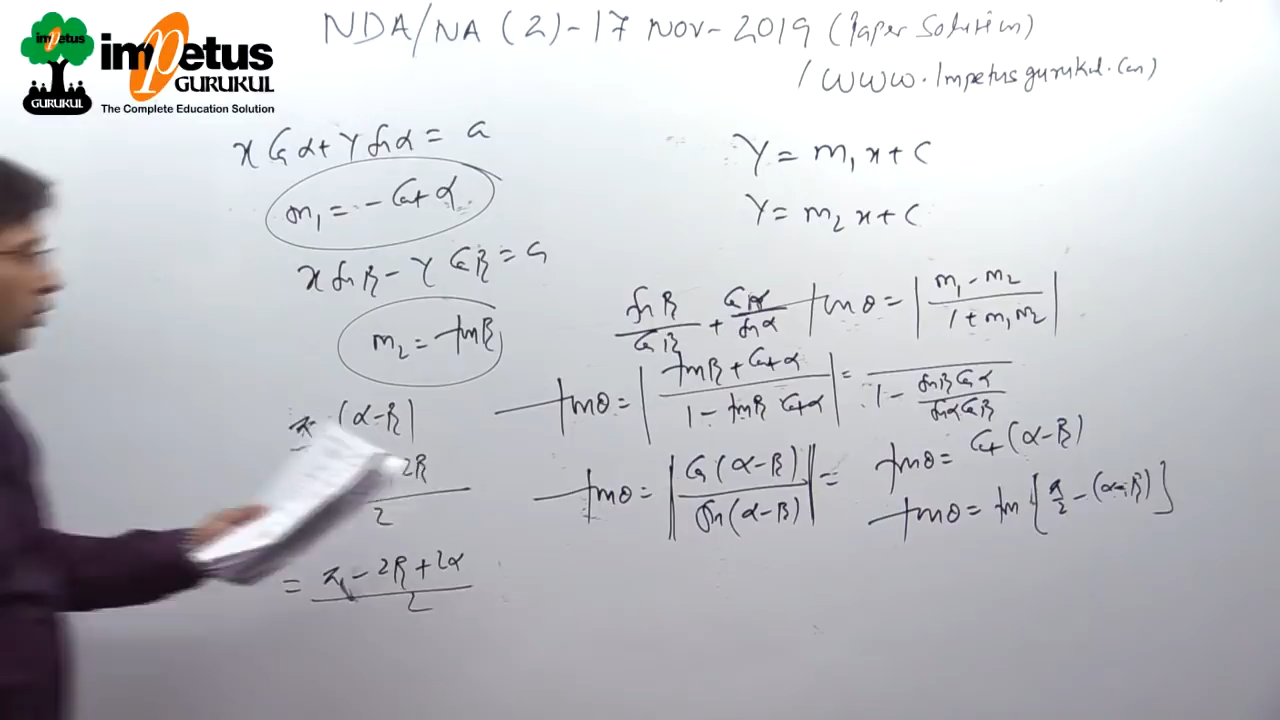 impetus
GURUKUL
impetus
GURUKUL
The Complete Education Solution
NDA/NA (2)-17 Nov-2019 (Paper Solution)
/ www.Impetusgurukul.com)
x Cos α + Y Sin α = a
m₁ = - Cot α
x Sin β - Y Cos β = a
m₂ = tan β
(α-β)
2β
2
= π - 2β + 2α
2
Y = m₁x + C
Y = m₂x + C
Sin β / Cos β + Cos α / Sin α
tan θ = | m₁ - m₂ / 1 + m₁m₂ |
tan θ = | tan β + Cot α / 1 - tan β Cot α | = / 1 - Sin β Cos α / Sin α Cos β
tan θ = | Cos (α-β) / Sin (α-β) | =
tan θ = Cot (α-β)
tan θ = tan { π/2 - (α-β) ]